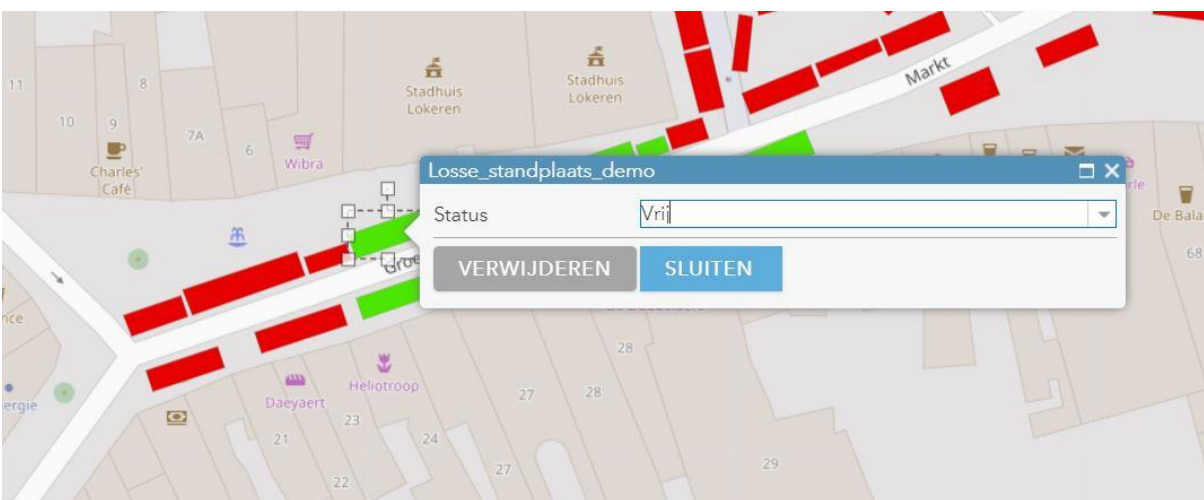 11
8
10
9
7A
6
Charles'
Café
Wibra
Stadhuis
Lokeren
Stadhuis
Lokeren
Markt
Losse_standplaats_demo
Status
Vrij
VERWIJDEREN
SLUITEN
De Bala
68
28
Daeyaert
Heliotroop
27
28
21
23
24
22
27
29